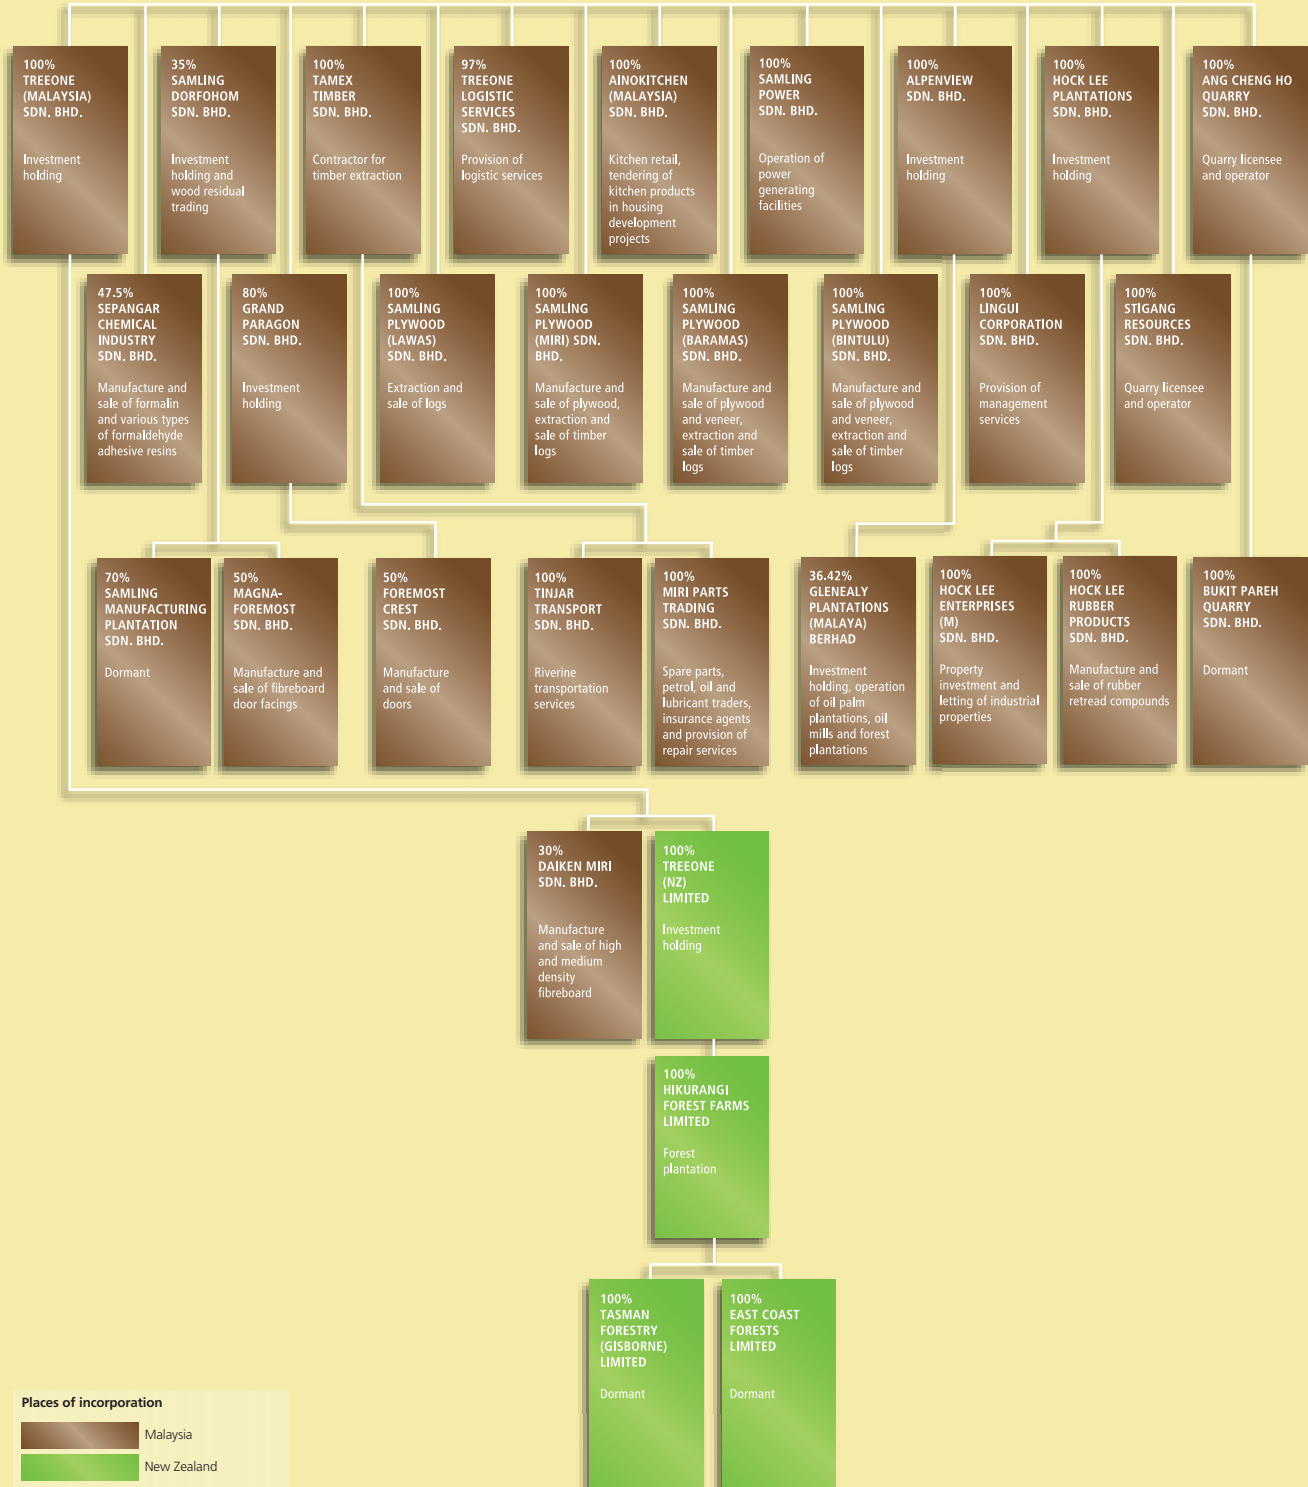 100%
TREEONE
(MALAYSIA)
SDN. BHD.
Investment
holding
35%
SAMLING
DORFOHOM
SDN. BHD.
Investment
holding and
wood residual
trading
100%
TAMEX
TIMBER
SDN. BHD.
Contractor for
timber extraction
97%
TREEONE
LOGISTIC
SERVICES
SDN. BHD.
Provision of
logistic services
100%
AINOKITCHEN
(MALAYSIA)
SDN. BHD.
Kitchen retail,
tendering of
kitchen products
in housing
development
projects
100%
SAMLING
POWER
SDN. BHD.
Operation of
power
generating
facilities
100%
ALPENVIEW
SDN. BHD.
Investment
holding
100%
HOCK LEE
PLANTATIONS
SDN. BHD.
Investment
holding
100%
ANG CHENG HO
QUARRY
SDN. BHD.
Quarry licensee
and operator
47.5%
SEPANGAR
CHEMICAL
INDUSTRY
SDN. BHD.
Manufacture and
sale of formalin
and various types
of formaldehyde
adhesive resins
80%
GRAND
PARAGON
SDN. BHD.
Investment
holding
100%
SAMLING
PLYWOOD
(LAWAS)
SDN. BHD.
Extraction and
sale of logs
100%
SAMLING
PLYWOOD
(MIRI) SDN.
BHD.
Manufacture and
sale of plywood,
extraction and
sale of timber
logs
100%
SAMLING
PLYWOOD
(BARAMAS)
SDN. BHD.
Manufacture and
sale of plywood
and veneer,
extraction and
sale of timber
logs
100%
SAMLING
PLYWOOD
(BINTULU)
SDN. BHD.
Manufacture and
sale of plywood
and veneer,
extraction and
sale of timber
logs
100%
LINGUI
CORPORATION
SDN. BHD.
Provision of
management
services
100%
STIGANG
RESOURCES
SDN. BHD.
Quarry licensee
and operator
70%
SAMLING
MANUFACTURING
PLANTATION
SDN. BHD.
Dormant
50%
MAGNA-
FOREMOST
SDN. BHD.
Manufacture and
sale of fibreboard
door facings
50%
FOREMOST
CREST
SDN. BHD.
Manufacture
and sale of
doors
100%
TINJAR
TRANSPORT
SDN. BHD.
Riverine
transportation
services
100%
MIRI PARTS
TRADING
SDN. BHD.
Spare parts,
petrol, oil and
lubricant traders,
insurance agents
and provision of
repair services
36.42%
GLENEALY
PLANTATIONS
(MALAYA)
BERHAD
Investment
holding, operation
of oil palm
plantations, oil
mills and forest
plantations
100%
HOCK LEE
ENTERPRISES
(M)
SDN. BHD.
Property
investment and
letting of industrial
properties
100%
HOCK LEE
RUBBER
PRODUCTS
SDN. BHD.
Manufacture and
sale of rubber
retread compounds
100%
BUKIT PAREH
QUARRY
SDN. BHD.
Dormant
30%
DAIKEN MIRI
SDN. BHD.
Manufacture
and sale of high
and medium
density
fibreboard
100%
TREEONE
(NZ)
LIMITED
Investment
holding
100%
HIKURANGI
FOREST FARMS
LIMITED
Forest
plantation
100%
TASMAN
FORESTRY
(GISBORNE)
LIMITED
Dormant
100%
EAST COAST
FORESTS
LIMITED
Dormant
Places of incorporation
Malaysia
New Zealand